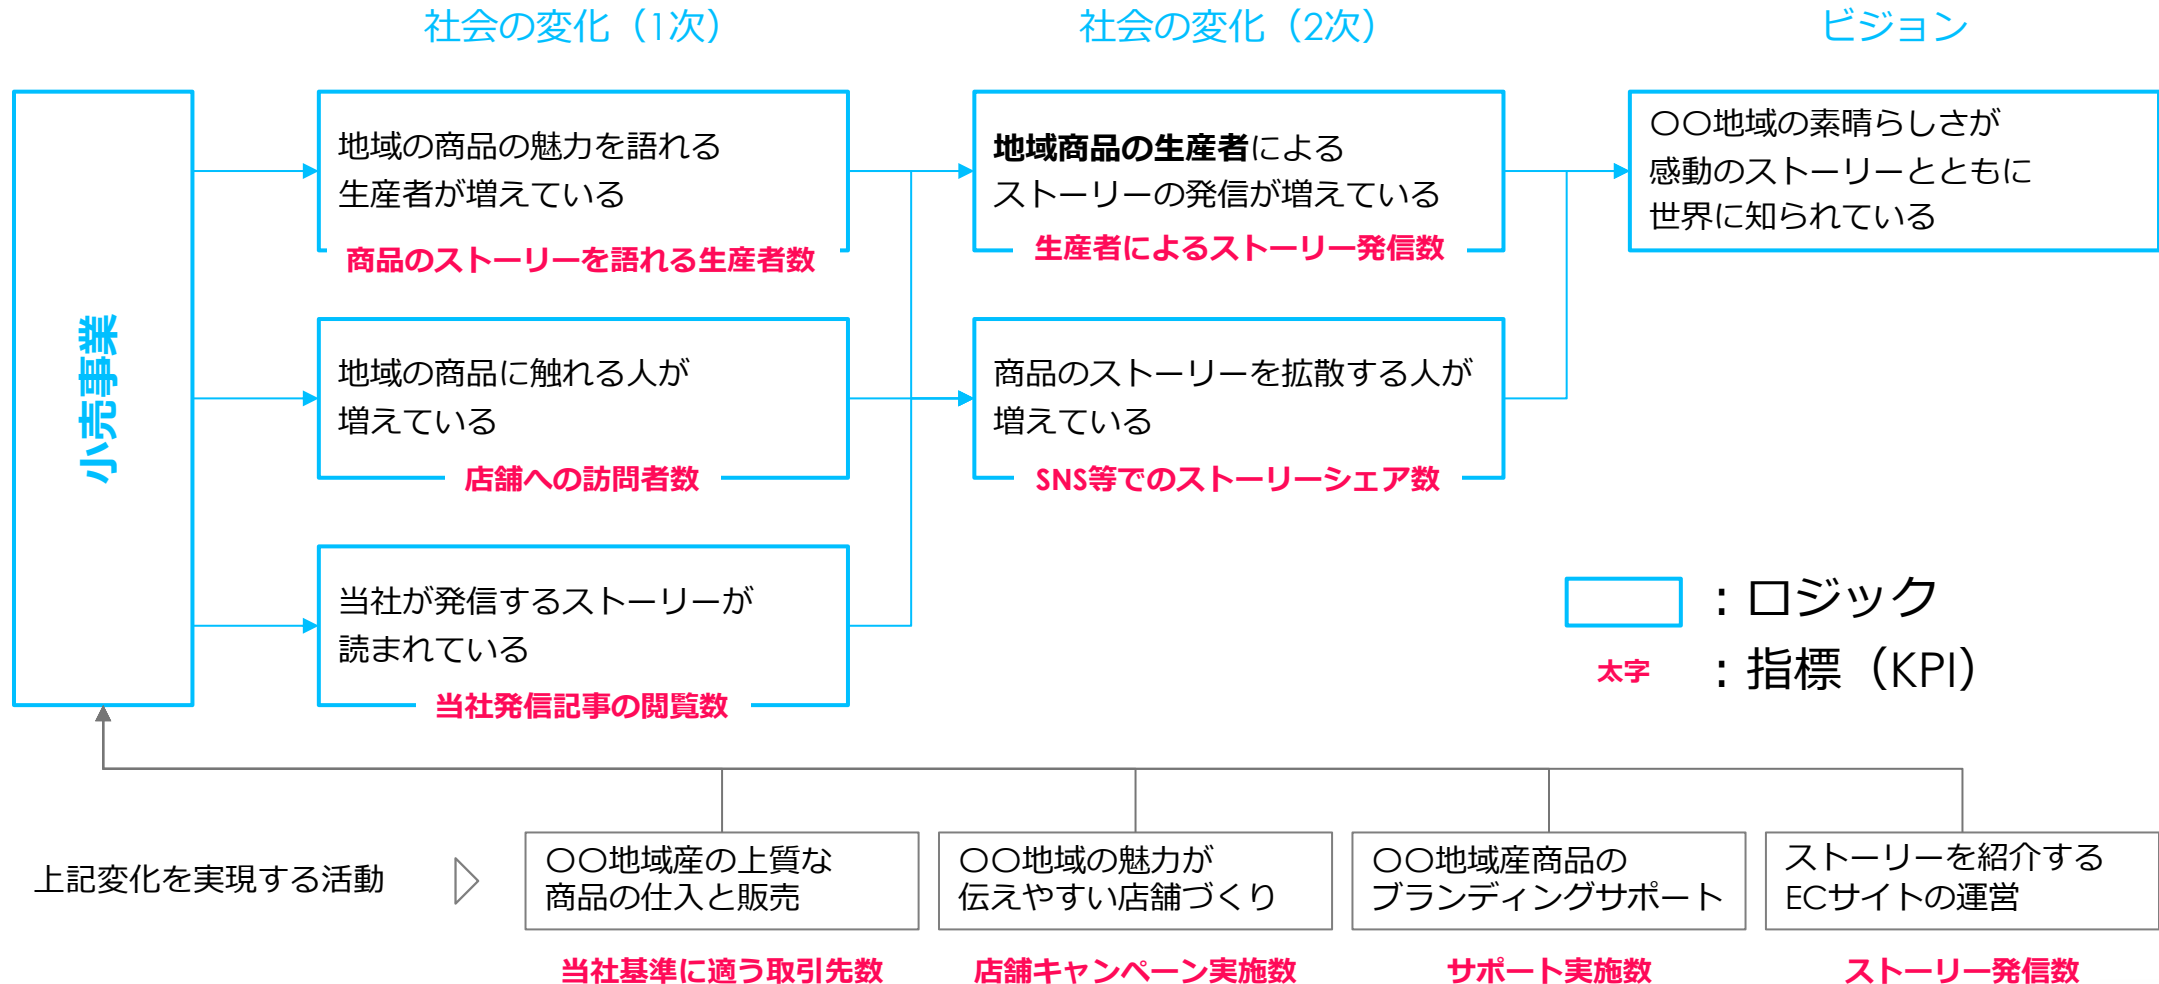 社会の変化（1次）
社会の変化（2次）
ビジョン
小売事業
地域の商品の魅力を語れる
生産者が増えている
商品のストーリーを語れる生産者数
地域商品の生産者による
ストーリーの発信が増えている
生産者によるストーリー発信数
〇〇地域の素晴らしさが
感動のストーリーとともに
世界に知られている
地域の商品に触れる人が
増えている
店舗への訪問者数
商品のストーリーを拡散する人が
増えている
SNS等でのストーリーシェア数
当社が発信するストーリーが
読まれている
当社発信記事の閲覧数
：ロジック
太字 ：指標（KPI）
上記変化を実現する活動
〇〇地域産の上質な
商品の仕入と販売
当社基準に適う取引先数
〇〇地域の魅力が
伝えやすい店舗づくり
店舗キャンペーン実施数
〇〇地域産商品の
ブランディングサポート
サポート実施数
ストーリーを紹介する
ECサイトの運営
ストーリー発信数